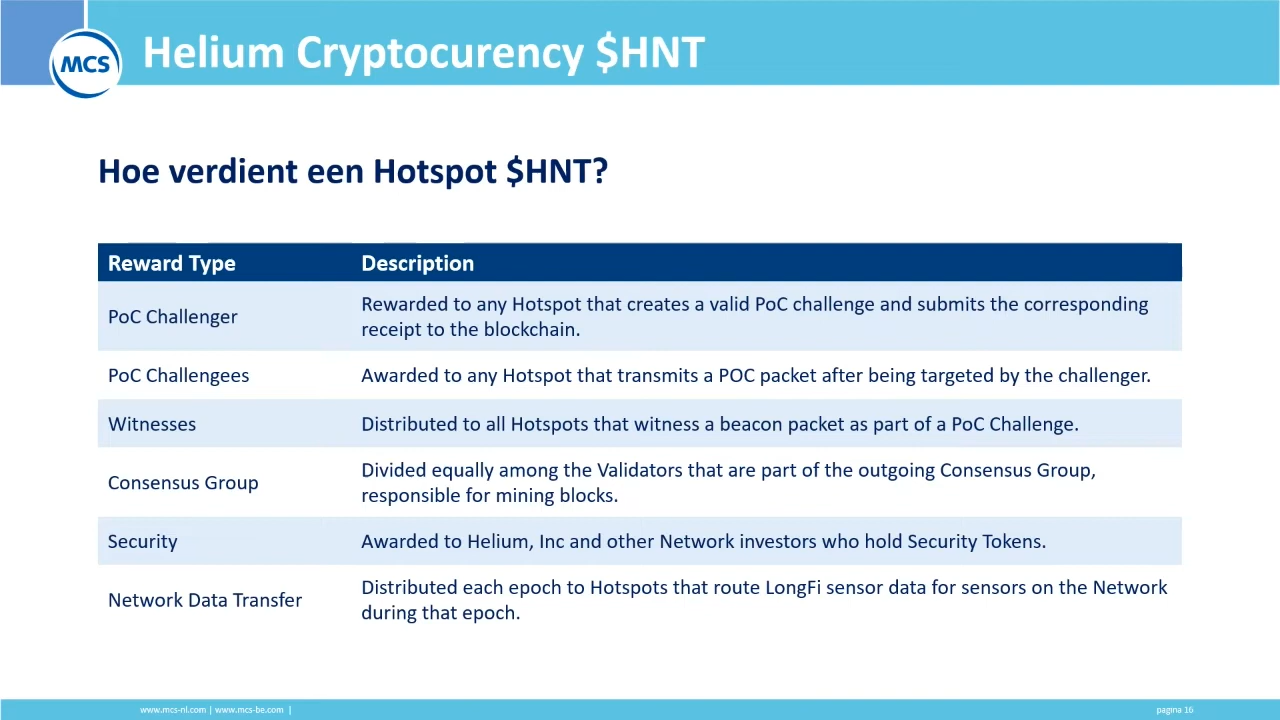 MCS
Helium Cryptocurency $HNT
Hoe verdient een Hotspot $HNT?
Reward Type
Description
PoC Challenger
Rewarded to any Hotspot that creates a valid PoC challenge and submits the corresponding
receipt to the blockchain.
PoC Challengees
Awarded to any Hotspot that transmits a POC packet after being targeted by the challenger.
Witnesses
Distributed to all Hotspots that witness a beacon packet as part of a PoC Challenge.
Consensus Group
Divided equally among the Validators that are part of the outgoing Consensus Group,
responsible for mining blocks.
Security
Awarded to Helium, Inc and other Network investors who hold Security Tokens.
Network Data Transfer
Distributed each epoch to Hotspots that route LongFi sensor data for sensors on the Network
during that epoch.
www.mcs-nl.com | www.mcs-be.com |
pagina 16